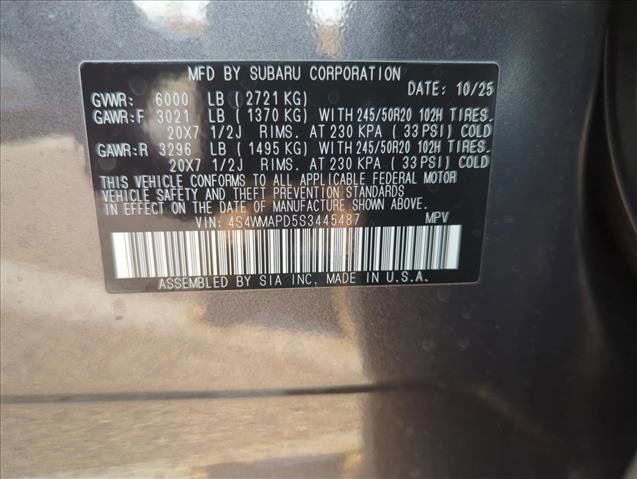 MFD BY SUBARU CORPORATION
DATE: 10/25
GVWR: 6000 LB ( 2721 KG)
GAWR:F 3021 LB ( 1370 KG) WITH 245/50R20 102H TIRES.
20X7 1/2J RIMS. AT 230 KPA ( 33 PSI) COLD
GAWR:R 3296 LB ( 1495 KG) WITH 245/50R20 102H TIRES.
20X7 1/2J RIMS. AT 230 KPA ( 33 PSI) COLD
THIS VEHICLE CONFORMS TO ALL APPLICABLE FEDERAL MOTOR
VEHICLE SAFETY AND THEFT PREVENTION STANDARDS
IN EFFECT ON THE DATE OF MANUFACTURE SHOWN ABOVE.
VIN: 4S4WMAPD5S3445487 MPV
ASSEMBLED BY SIA INC. MADE IN U.S.A.